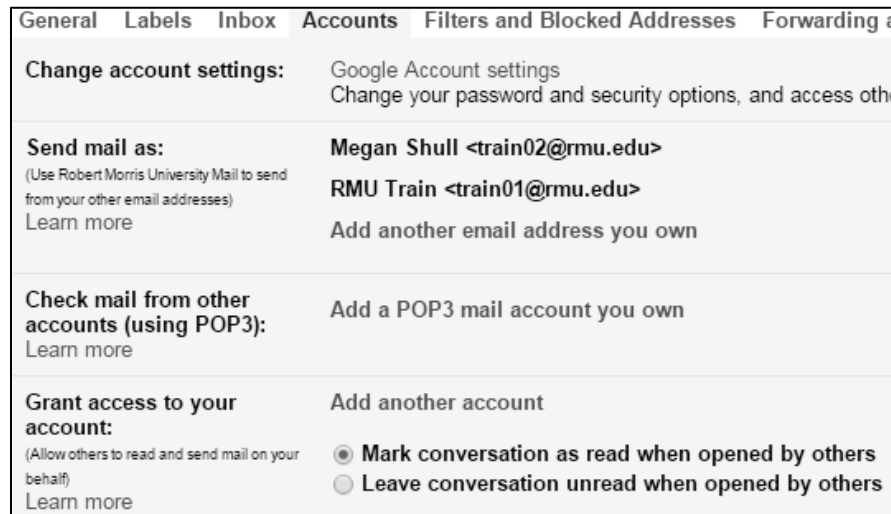 General Labels Inbox Accounts Filters and Blocked Addresses Forwarding
Change account settings:
Google Account settings
Change your password and security options, and access
Send mail as:
(Use Robert Morris University Mail to send
from your other email addresses)
Learn more
Megan Shull <train02@rmu.edu>
RMU Train <train01@rmu.edu>
Add another email address you own
Check mail from other
accounts (using POP3):
Learn more
Add a POP3 mail account you own
Grant access to your
account:
(Allow others to read and send mail on your
behalf)
Learn more
Add another account
Mark conversation as read when opened by others
Leave conversation unread when opened by others